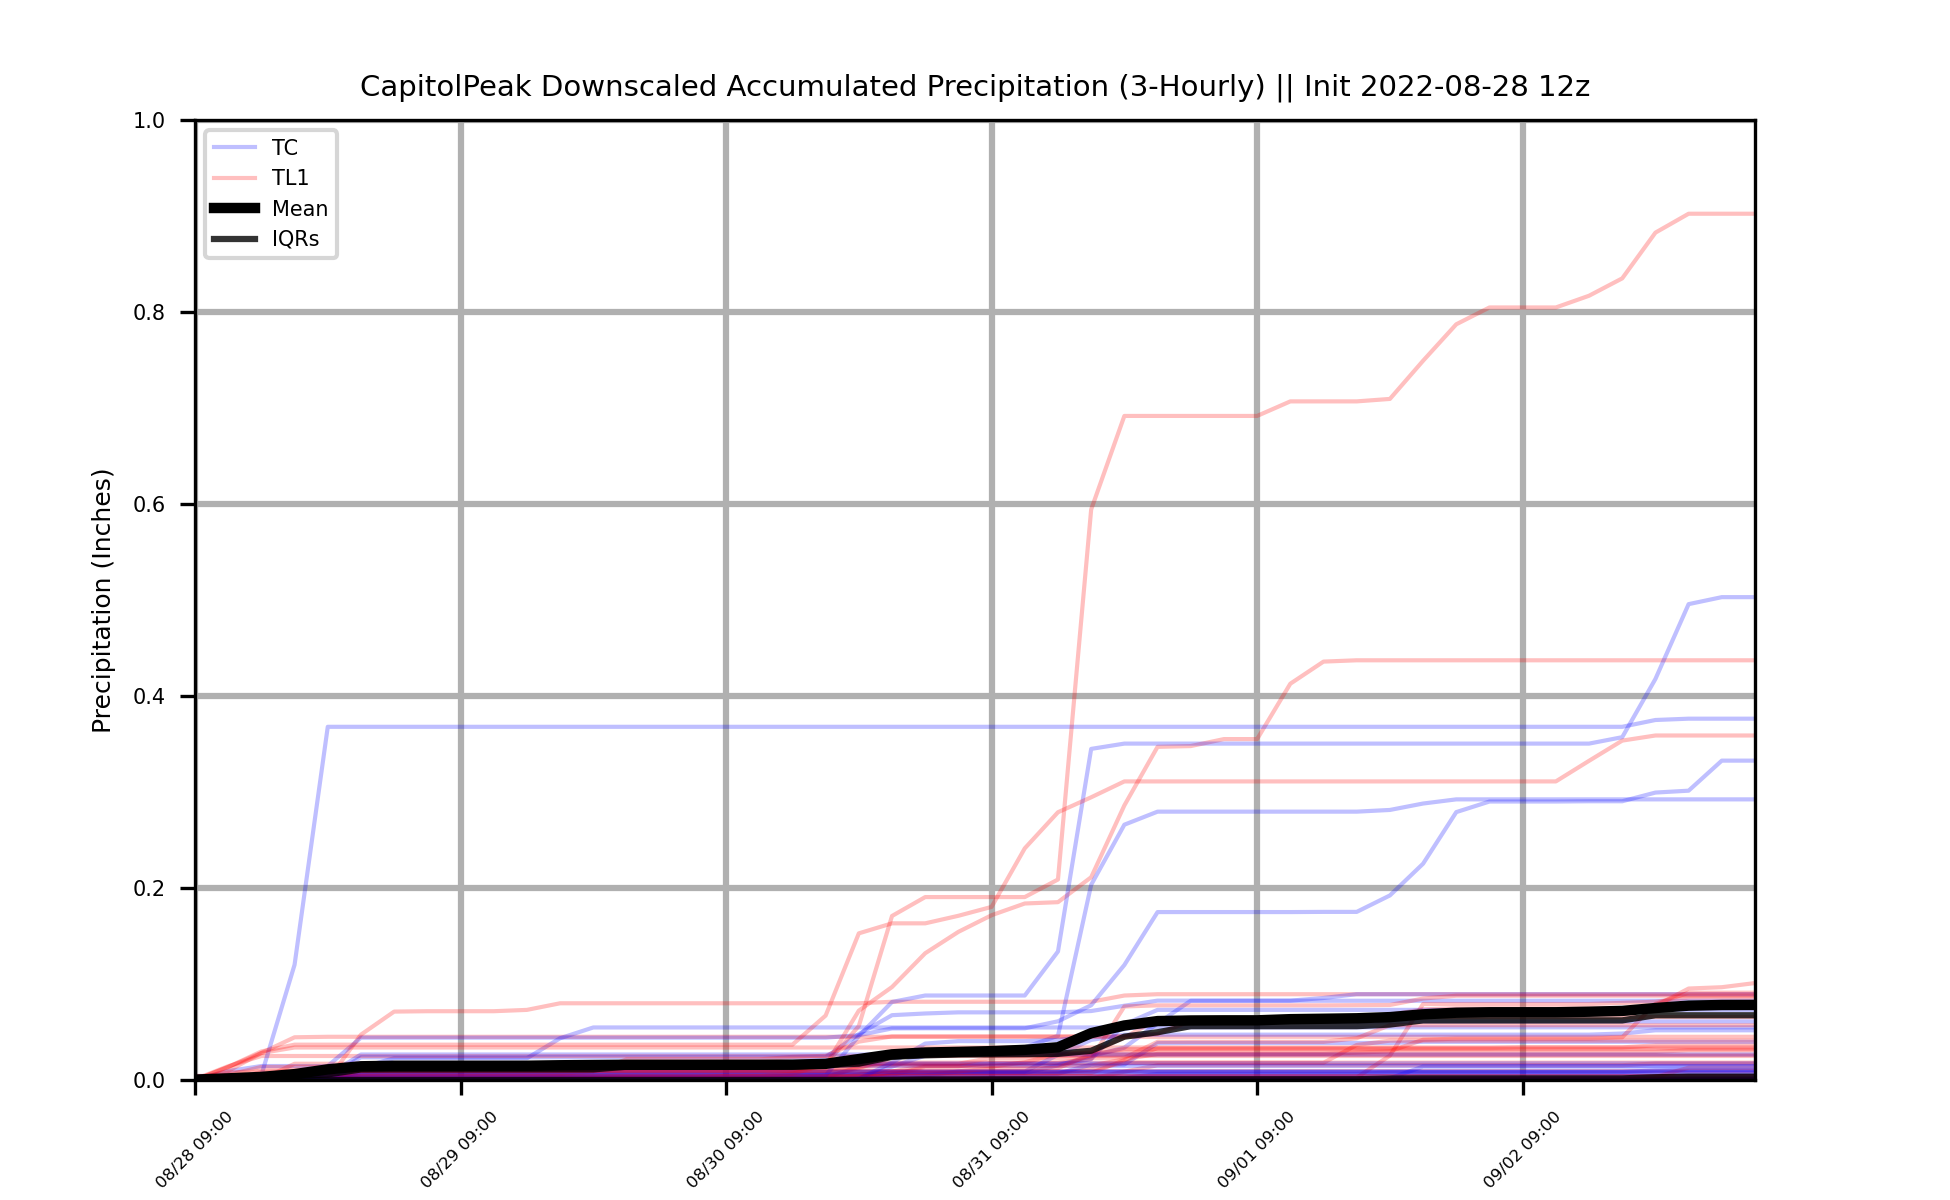 CapitolPeak Downscaled Accumulated Precipitation (3-Hourly) || Init 2022-08-28 12z
TC
TL1
Mean
IQRs
Precipitation (Inches)
1.0
0.8
0.6
0.4
0.2
0.0
08/28 09:00
08/29 09:00
08/30 09:00
08/31 09:00
09/01 09:00
09/02 09:00